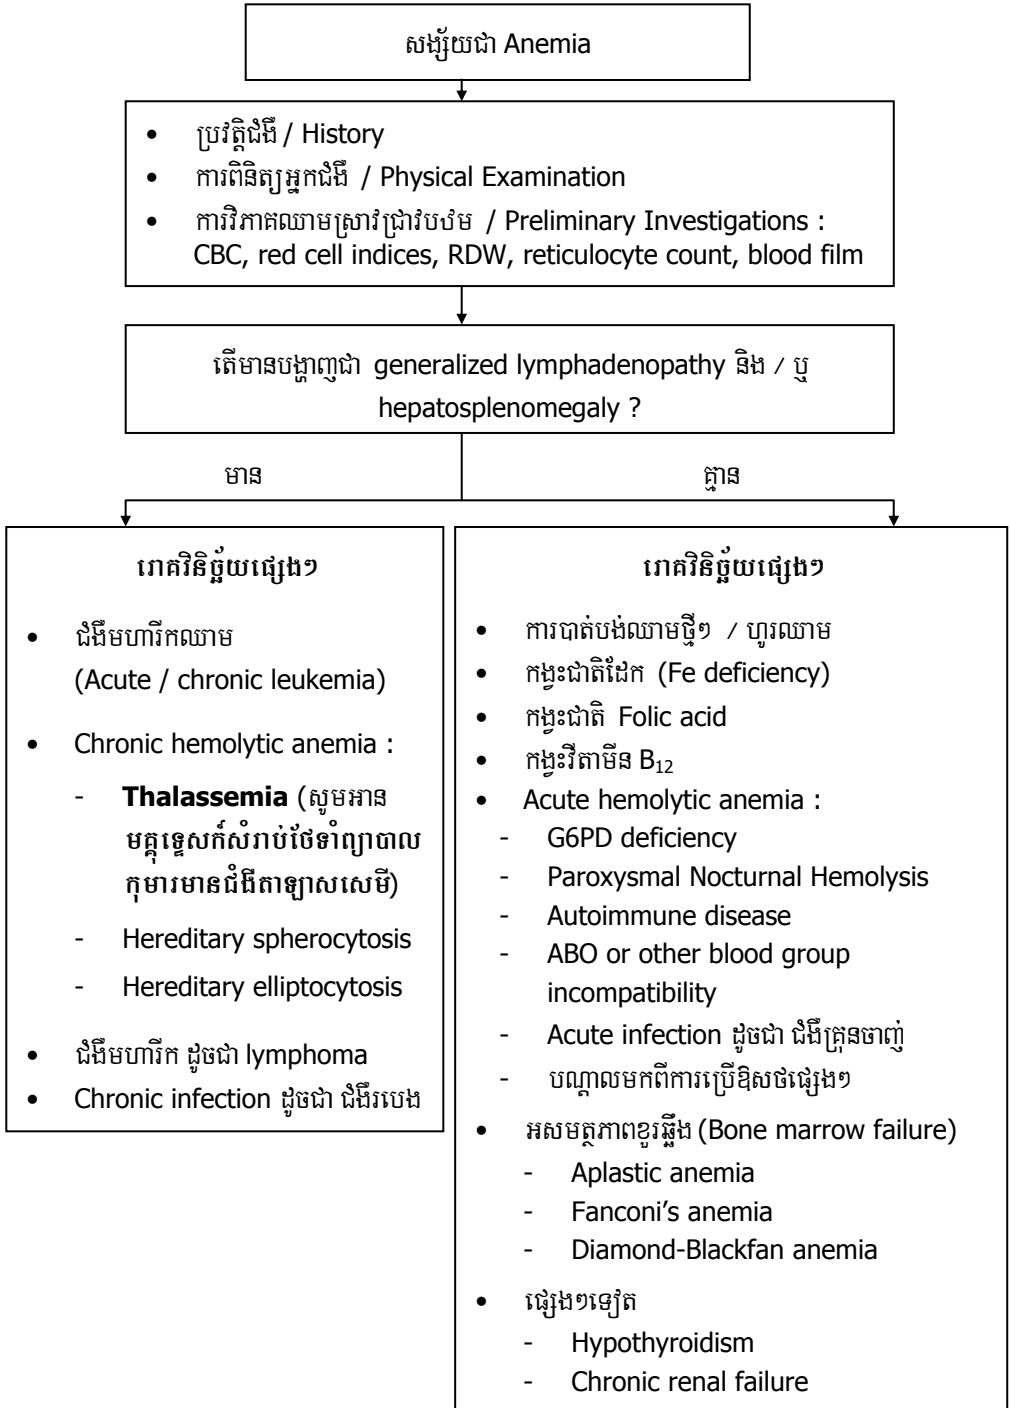 សង្ស័យជា Anemia
• ប្រវត្តិជំងឺ / History
• ការពិនិត្យអ្នកជំងឺ / Physical Examination
• ការវិភាគឈាមស្រាវជ្រាវបឋម / Preliminary Investigations :
CBC, red cell indices, RDW, reticulocyte count, blood film
តើមានបង្ហាញជា generalized lymphadenopathy និង / ឬ
hepatosplenomegaly ?
មាន
គ្មាន
រោគវិនិច្ឆ័យផ្សេងៗ
• ជំងឺមហារីកឈាម
(Acute / chronic leukemia)
• Chronic hemolytic anemia :
- Thalassemia (សូមអាន
មគ្គុទ្ទេសក៍សំរាប់ថែទាំព្យាបាល
កុមារមានជំងឺតាឡាសសេមី)
- Hereditary spherocytosis
- Hereditary elliptocytosis
• ជំងឺមហារីក ដូចជា lymphoma
• Chronic infection ដូចជា ជំងឺរបេង
រោគវិនិច្ឆ័យផ្សេងៗ
• ការបាត់បង់ឈាមថ្មីៗ / ហូរឈាម
• កង្វះជាតិដែក (Fe deficiency)
• កង្វះជាតិ Folic acid
• កង្វះវីតាមីន B₁₂
• Acute hemolytic anemia :
- G6PD deficiency
- Paroxysmal Nocturnal Hemolysis
- Autoimmune disease
- ABO or other blood group
incompatibility
- Acute infection ដូចជា ជំងឺគ្រុនចាញ់
- បណ្តាលមកពីការប្រើឱសថផ្សេងៗ
• អសមត្ថភាពខួរឆ្អឹង (Bone marrow failure)
- Aplastic anemia
- Fanconi’s anemia
- Diamond-Blackfan anemia
• ផ្សេងៗទៀត
- Hypothyroidism
- Chronic renal failure